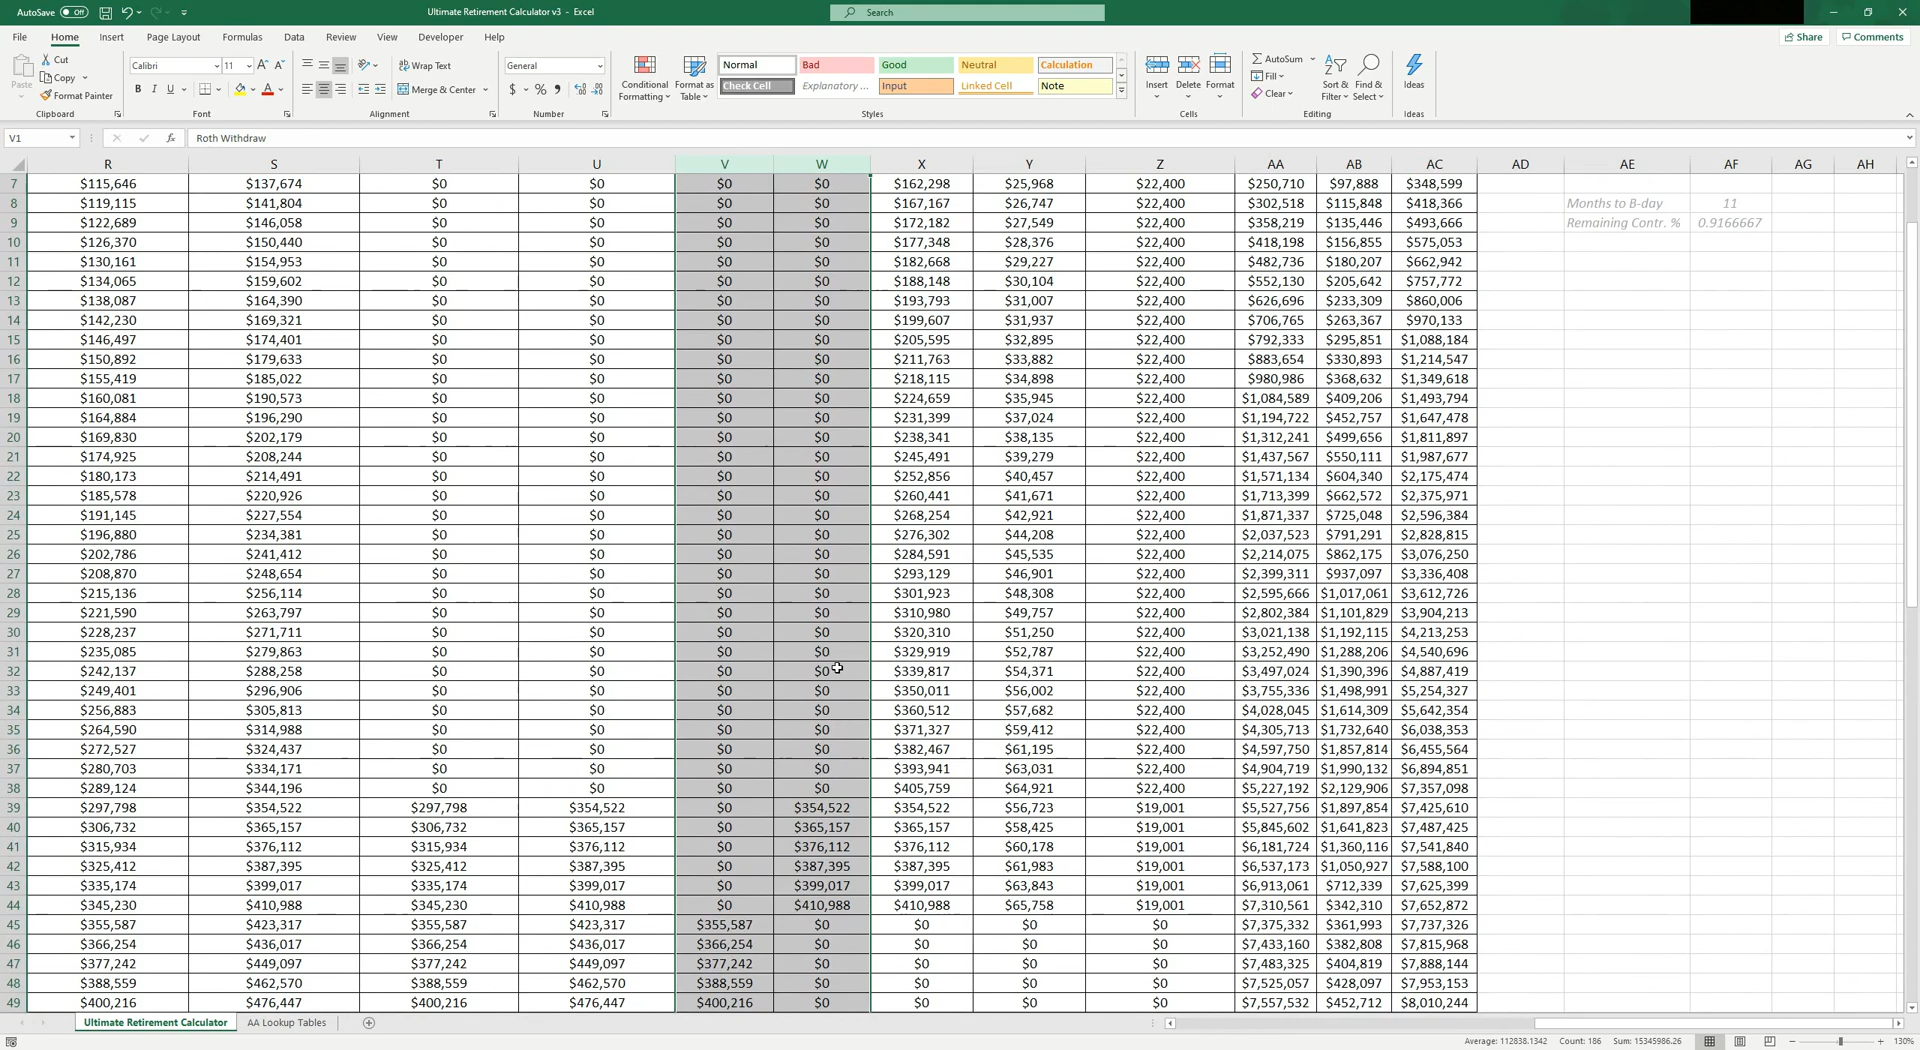 AutoSave Off Ultimate Retirement Calculator v3 - Excel Search
File Home Insert Page Layout Formulas Data Review View Developer Help Share Comments
Paste Cut Copy Format Painter
Calibri 11 B I U A
Wrap Text Merge & Center
General $ % ,
Conditional Formatting Format as Table
Normal Bad Good Neutral Calculation
Check Cell Explanatory ... Input Linked Cell Note
Insert Delete Format
AutoSum Fill Clear Sort & Filter Find & Select Ideas
Clipboard Font Alignment Number Styles Cells Editing Ideas
V1 fx Roth Withdraw
R S T U V W X Y Z AA AB AC AD AE AF AG AH
7 $115,646 $137,674 $0 $0 $0 $0 $162,298 $25,968 $22,400 $250,710 $97,888 $348,599
8 $119,115 $141,804 $0 $0 $0 $0 $167,167 $26,747 $22,400 $302,518 $115,848 $418,366 Months to B-day 11
9 $122,689 $146,058 $0 $0 $0 $0 $172,182 $27,549 $22,400 $358,219 $135,446 $493,666 Remaining Contr. % 0.9166667
10 $126,370 $150,440 $0 $0 $0 $0 $177,348 $28,376 $22,400 $418,198 $156,855 $575,053
11 $130,161 $154,953 $0 $0 $0 $0 $182,668 $29,227 $22,400 $482,736 $180,207 $662,942
12 $134,065 $159,602 $0 $0 $0 $0 $188,148 $30,104 $22,400 $552,130 $205,642 $757,772
13 $138,087 $164,390 $0 $0 $0 $0 $193,793 $31,007 $22,400 $626,696 $233,309 $860,006
14 $142,230 $169,321 $0 $0 $0 $0 $199,607 $31,937 $22,400 $706,765 $263,367 $970,133
15 $146,497 $174,401 $0 $0 $0 $0 $205,595 $32,895 $22,400 $792,333 $295,851 $1,088,184
16 $150,892 $179,633 $0 $0 $0 $0 $211,763 $33,882 $22,400 $883,654 $330,893 $1,214,547
17 $155,419 $185,022 $0 $0 $0 $0 $218,115 $34,898 $22,400 $980,986 $368,632 $1,349,618
18 $160,081 $190,573 $0 $0 $0 $0 $224,659 $35,945 $22,400 $1,084,589 $409,206 $1,493,794
19 $164,884 $196,290 $0 $0 $0 $0 $231,399 $37,024 $22,400 $1,194,722 $452,757 $1,647,478
20 $169,830 $202,179 $0 $0 $0 $0 $238,341 $38,135 $22,400 $1,312,241 $499,656 $1,811,897
21 $174,925 $208,244 $0 $0 $0 $0 $245,491 $39,279 $22,400 $1,437,567 $550,111 $1,987,677
22 $180,173 $214,491 $0 $0 $0 $0 $252,856 $40,457 $22,400 $1,571,134 $604,340 $2,175,474
23 $185,578 $220,926 $0 $0 $0 $0 $260,441 $41,671 $22,400 $1,713,399 $662,572 $2,375,971
24 $191,145 $227,554 $0 $0 $0 $0 $268,254 $42,921 $22,400 $1,871,337 $725,048 $2,596,384
25 $196,880 $234,381 $0 $0 $0 $0 $276,302 $44,208 $22,400 $2,037,523 $791,291 $2,828,815
26 $202,786 $241,412 $0 $0 $0 $0 $284,591 $45,535 $22,400 $2,214,075 $862,175 $3,076,250
27 $208,870 $248,654 $0 $0 $0 $0 $293,129 $46,901 $22,400 $2,399,311 $937,097 $3,336,408
28 $215,136 $256,114 $0 $0 $0 $0 $301,923 $48,308 $22,400 $2,595,666 $1,017,061 $3,612,726
29 $221,590 $263,797 $0 $0 $0 $0 $310,980 $49,757 $22,400 $2,802,384 $1,101,829 $3,904,213
30 $228,237 $271,711 $0 $0 $0 $0 $320,310 $51,250 $22,400 $3,021,138 $1,192,115 $4,213,253
31 $235,085 $279,863 $0 $0 $0 $0 $329,919 $52,787 $22,400 $3,252,490 $1,288,206 $4,540,696
32 $242,137 $288,258 $0 $0 $0 $0 $339,817 $54,371 $22,400 $3,497,024 $1,390,396 $4,887,419
33 $249,401 $296,906 $0 $0 $0 $0 $350,011 $56,002 $22,400 $3,755,336 $1,498,991 $5,254,327
34 $256,883 $305,813 $0 $0 $0 $0 $360,512 $57,682 $22,400 $4,028,045 $1,614,309 $5,642,354
35 $264,590 $314,988 $0 $0 $0 $0 $371,327 $59,412 $22,400 $4,305,713 $1,732,640 $6,038,353
36 $272,527 $324,437 $0 $0 $0 $0 $382,467 $61,195 $22,400 $4,597,750 $1,857,814 $6,455,564
37 $280,703 $334,171 $0 $0 $0 $0 $393,941 $63,031 $22,400 $4,904,719 $1,990,132 $6,894,851
38 $289,124 $344,196 $0 $0 $0 $0 $405,759 $64,921 $22,400 $5,227,192 $2,129,906 $7,357,098
39 $297,798 $354,522 $297,798 $354,522 $0 $354,522 $354,522 $56,723 $19,001 $5,527,756 $1,897,854 $7,425,610
40 $306,732 $365,157 $306,732 $365,157 $0 $365,157 $365,157 $58,425 $19,001 $5,845,602 $1,641,823 $7,487,425
41 $315,934 $376,112 $315,934 $376,112 $0 $376,112 $376,112 $60,178 $19,001 $6,181,724 $1,360,116 $7,541,840
42 $325,412 $387,395 $325,412 $387,395 $0 $387,395 $387,395 $61,983 $19,001 $6,537,173 $1,050,927 $7,588,100
43 $335,174 $399,017 $335,174 $399,017 $0 $399,017 $399,017 $63,843 $19,001 $6,913,061 $712,339 $7,625,399
44 $345,230 $410,988 $345,230 $410,988 $0 $410,988 $410,988 $65,758 $19,001 $7,310,561 $342,310 $7,652,872
45 $355,587 $423,317 $355,587 $423,317 $355,587 $0 $0 $0 $0 $7,375,332 $361,993 $7,737,326
46 $366,254 $436,017 $366,254 $436,017 $366,254 $0 $0 $0 $0 $7,433,160 $382,808 $7,815,968
47 $377,242 $449,097 $377,242 $449,097 $377,242 $0 $0 $0 $0 $7,483,325 $404,819 $7,888,144
48 $388,559 $462,570 $388,559 $462,570 $388,559 $0 $0 $0 $0 $7,525,057 $428,097 $7,953,153
49 $400,216 $476,447 $400,216 $476,447 $400,216 $0 $0 $0 $0 $7,557,532 $452,712 $8,010,244
Ultimate Retirement Calculator AA Lookup Tables
Average: 112838.1342 Count: 186 Sum: 15345986.26 130%